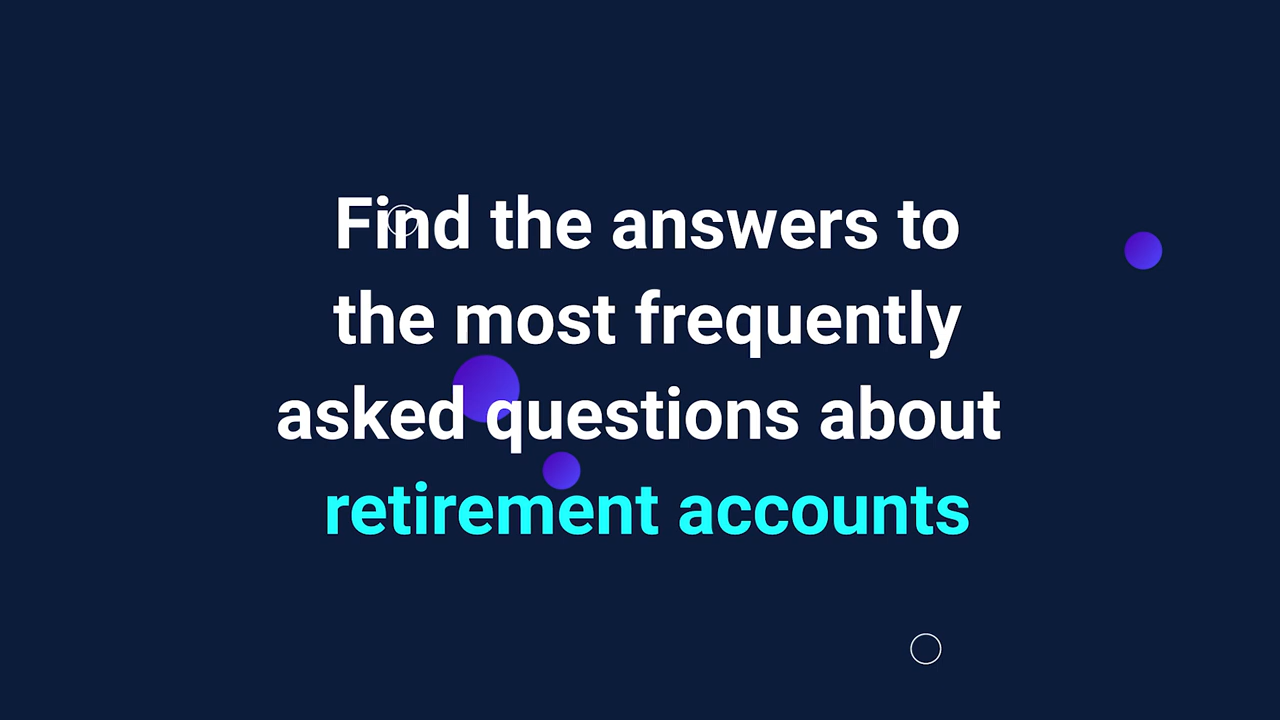 Find the answers to
the most frequently
asked questions about
retirement accounts